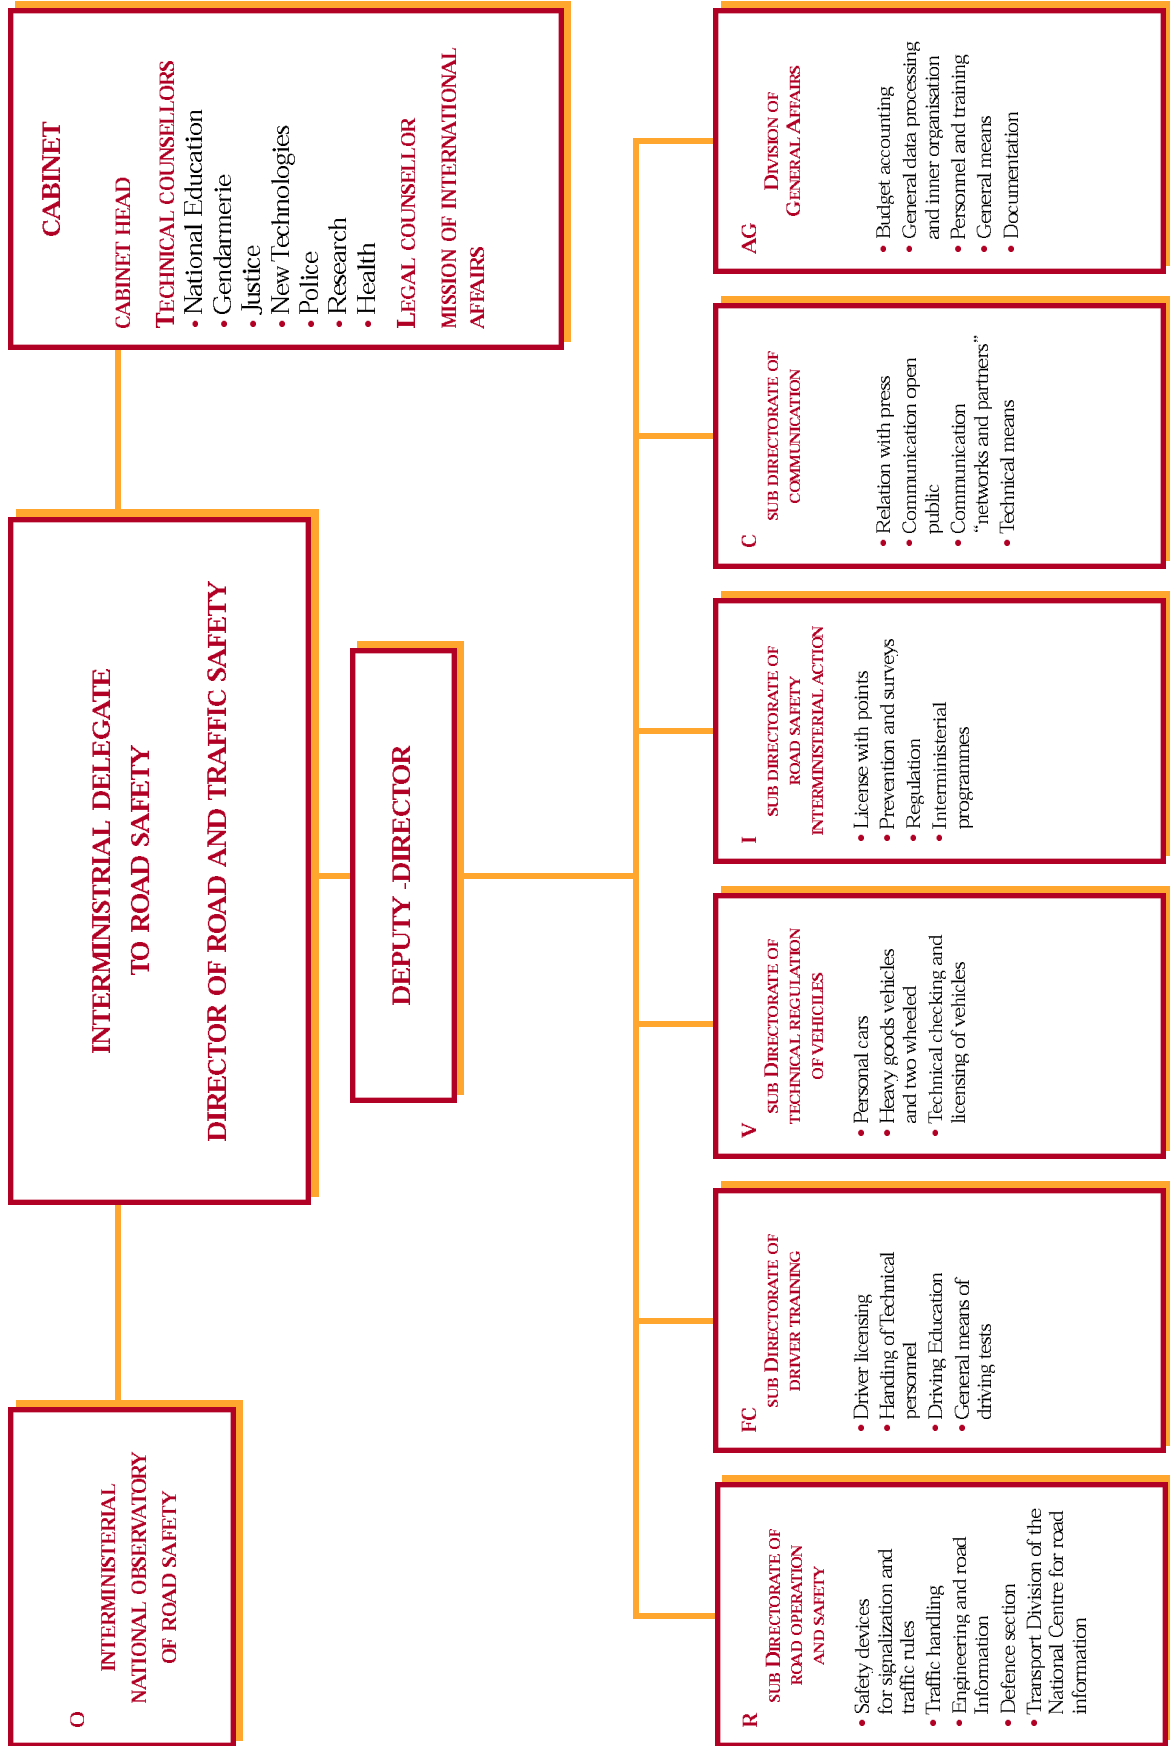 O
INTERMINISTERIAL
NATIONAL OBSERVATORY
OF ROAD SAFETY
INTERMINISTRIAL DELEGATE
TO ROAD SAFETY
DIRECTOR OF ROAD AND TRAFFIC SAFETY
CABINET
CABINET HEAD
TECHNICAL COUNSELLORS
• National Education
• Gendarmerie
• Justice
• New Technologies
• Police
• Research
• Health
LEGAL COUNSELLOR
MISSION OF INTERNATIONAL
AFFAIRS
DEPUTY -DIRECTOR
R
SUB DIRECTORATE OF
ROAD OPERATION
AND SAFETY
• Safety devices
for signalization and
traffic rules
• Traffic handling
• Engineering and road
Information
• Defence section
• Transport Division of the
National Centre for road
information
FC
SUB DIRECTORATE OF
DRIVER TRAINING
• Driver licensing
• Handing of Technical
personnel
• Driving Education
• General means of
driving tests
V
SUB DIRECTORATE OF
TECHNICAL REGULATION
OF VEHICILES
• Personal cars
• Heavy goods vehicles
and two wheeled
• Technical checking and
licensing of vehicles
I
SUB DIRECTORATE OF
ROAD SAFETY
INTERMINISTERIAL ACTION
• License with points
• Prevention and surveys
• Regulation
• Interministerial
programmes
C
SUB DIRECTORATE OF
COMMUNICATION
• Relation with press
• Communication open
public
• Communication
“networks and partners”
• Technical means
AG
DIVISION OF
GENERAL AFFAIRS
• Budget accounting
• General data processing
and inner organisation
• Personnel and training
• General means
• Documentation